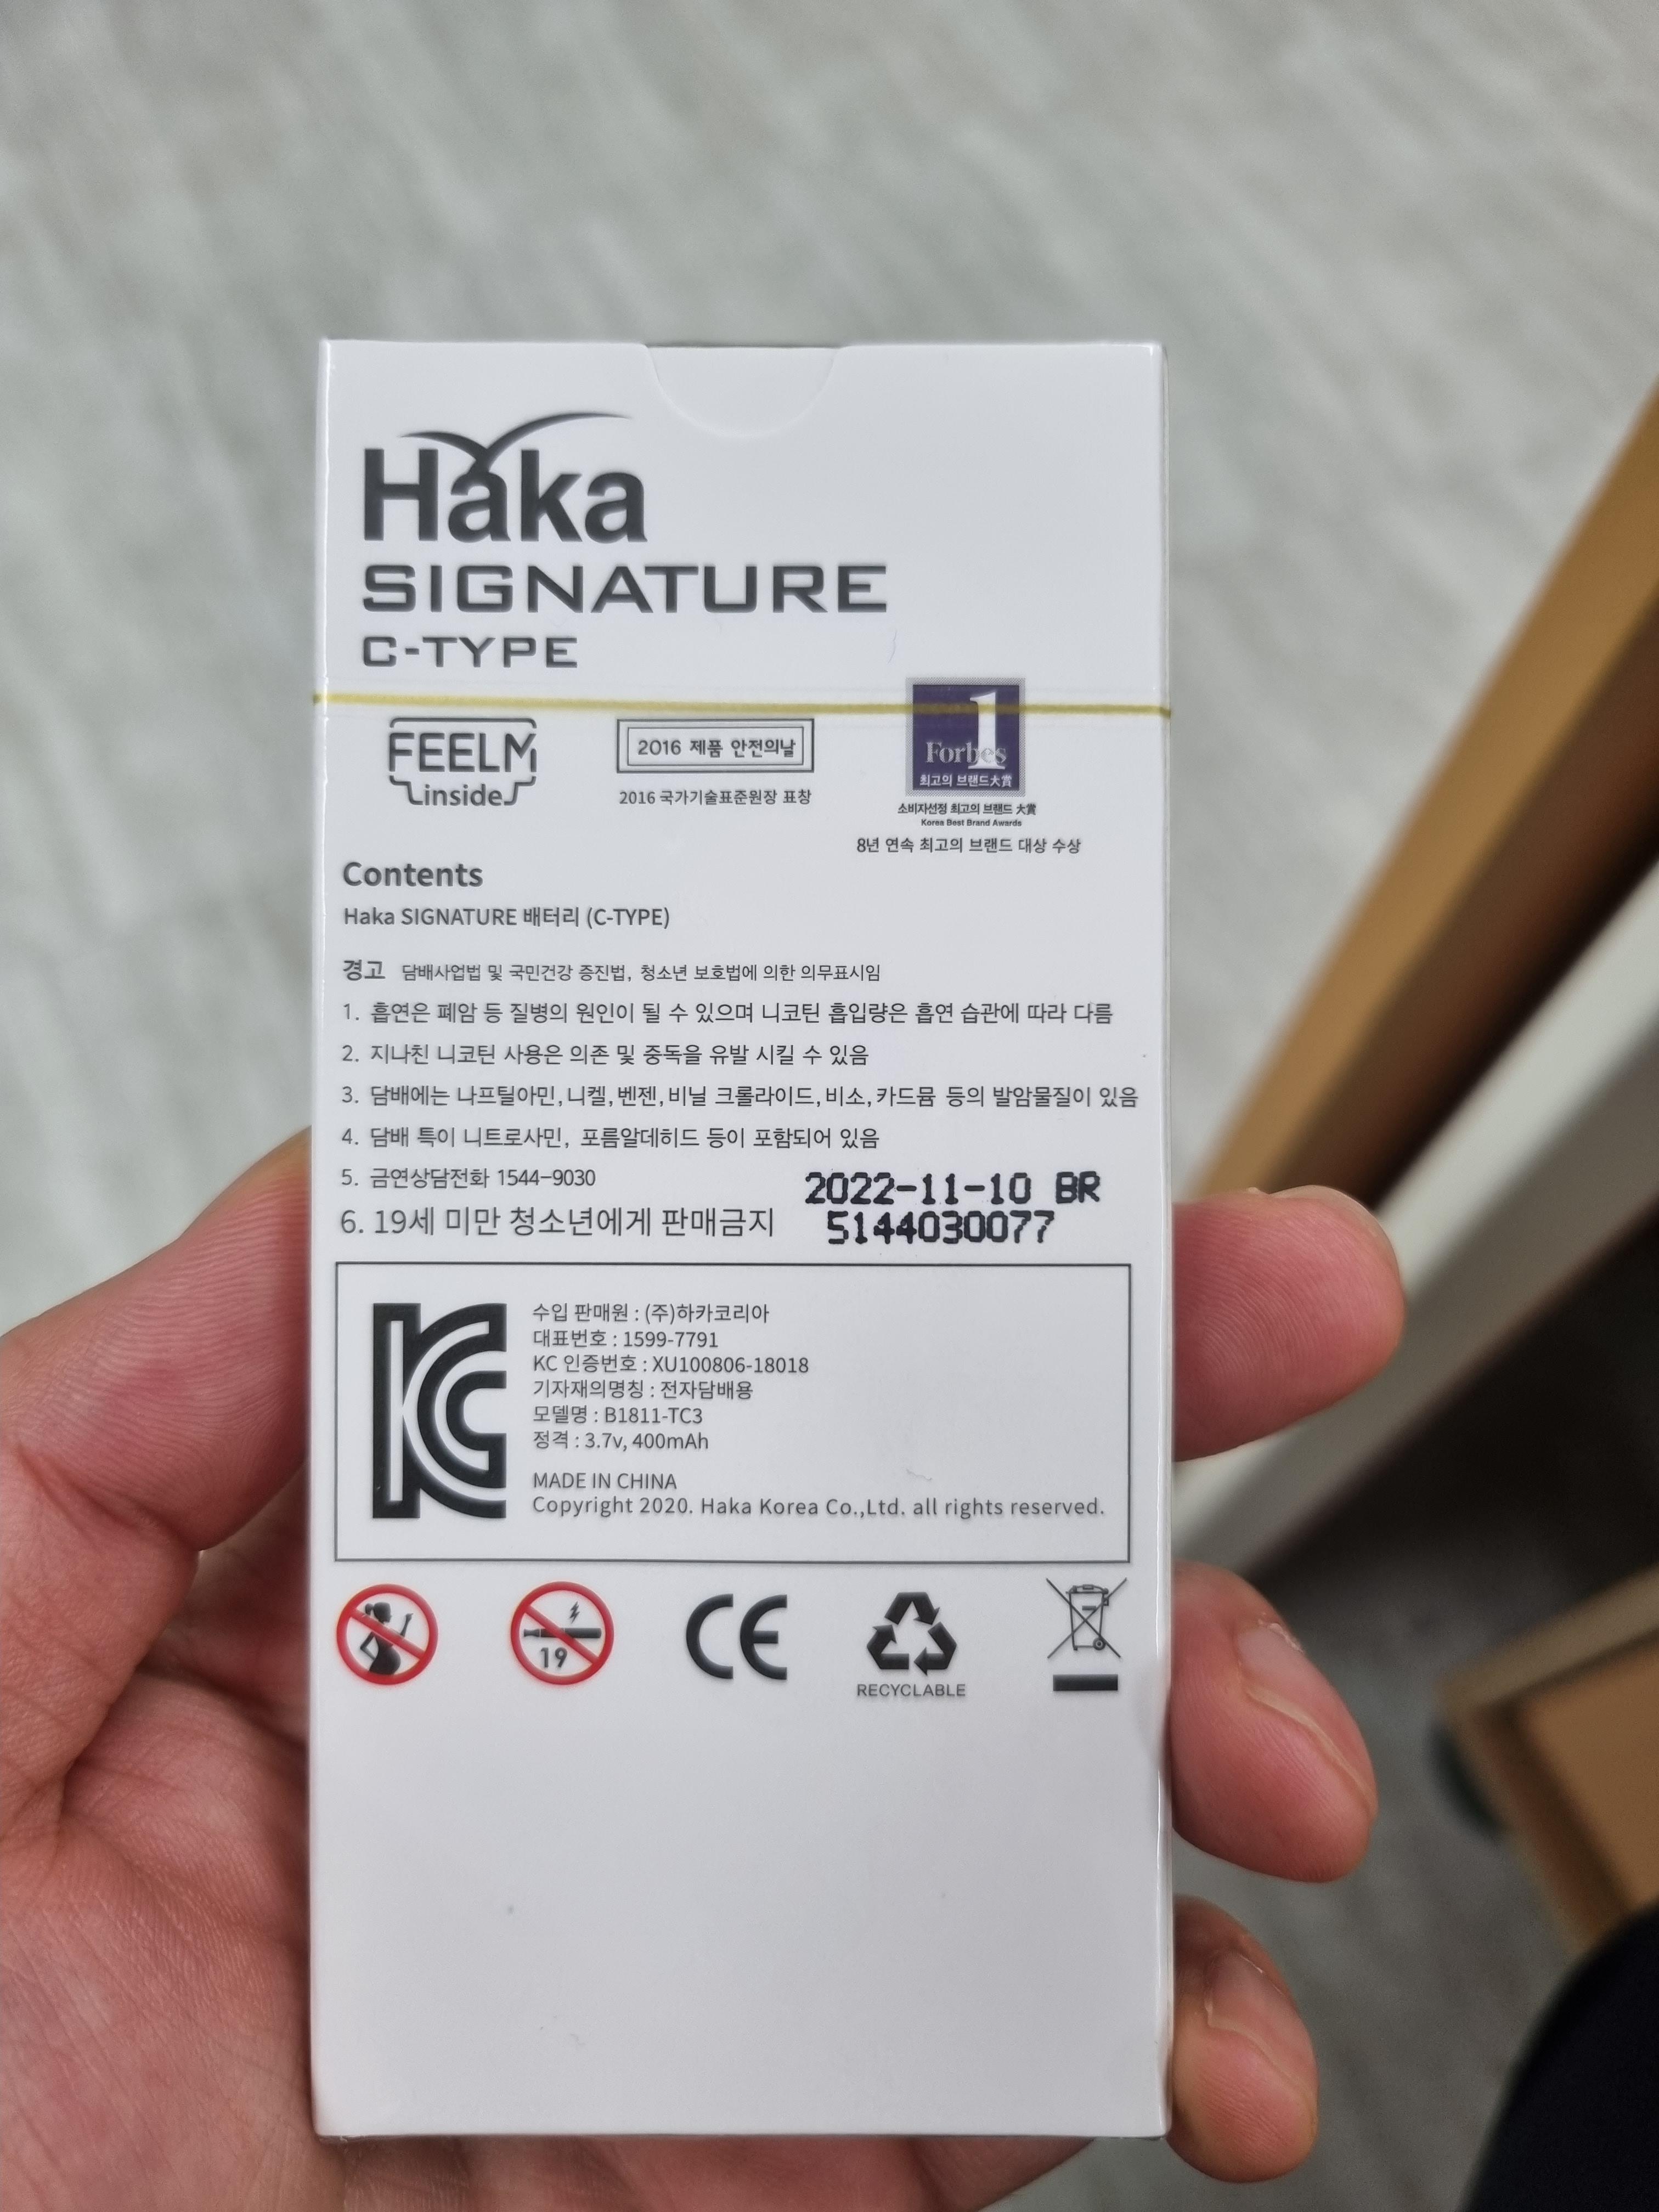 Haka
SIGNATURE
C-TYPE
FEELM
inside
2016 제품 안전의날
2016 국가기술표준원장 표창
1
Forbes
최고의 브랜드大賞
소비자선정 최고의 브랜드 大賞
Korea Best Brand Awards
8년 연속 최고의 브랜드 대상 수상
Contents
Haka SIGNATURE 배터리 (C-TYPE)
경고 담배사업법 및 국민건강 증진법, 청소년 보호법에 의한 의무표시임
1. 흡연은 폐암 등 질병의 원인이 될 수 있으며 니코틴 흡입량은 흡연 습관에 따라 다름
2. 지나친 니코틴 사용은 의존 및 중독을 유발 시킬 수 있음
3. 담배에는 나프틸아민, 니켈, 벤젠, 비닐 크롤라이드, 비소, 카드뮴 등의 발암물질이 있음
4. 담배 특이 니트로사민, 포름알데히드 등이 포함되어 있음
5. 금연상담전화 1544-9030
6. 19세 미만 청소년에게 판매금지
2022-11-10 BR
5144030077
수입 판매원 : (주)하카코리아
대표번호 : 1599-7791
KC 인증번호 : XU100806-18018
기자재의명칭 : 전자담배용
모델명 : B1811-TC3
정격 : 3.7v, 400mAh
MADE IN CHINA
Copyright 2020. Haka Korea Co.,Ltd. all rights reserved.
19
CE
RECYCLABLE